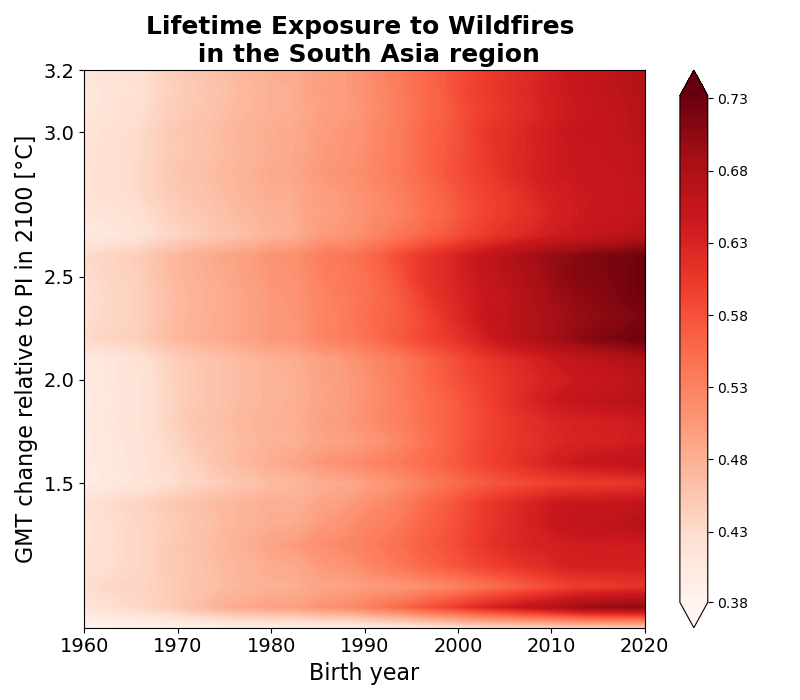 Lifetime Exposure to Wildfires
in the South Asia region
GMT change relative to PI in 2100 [°C]
3.2
3.0
2.5
2.0
1.5
1960 1970 1980 1990 2000 2010 2020
Birth year
0.73
0.68
0.63
0.58
0.53
0.48
0.43
0.38